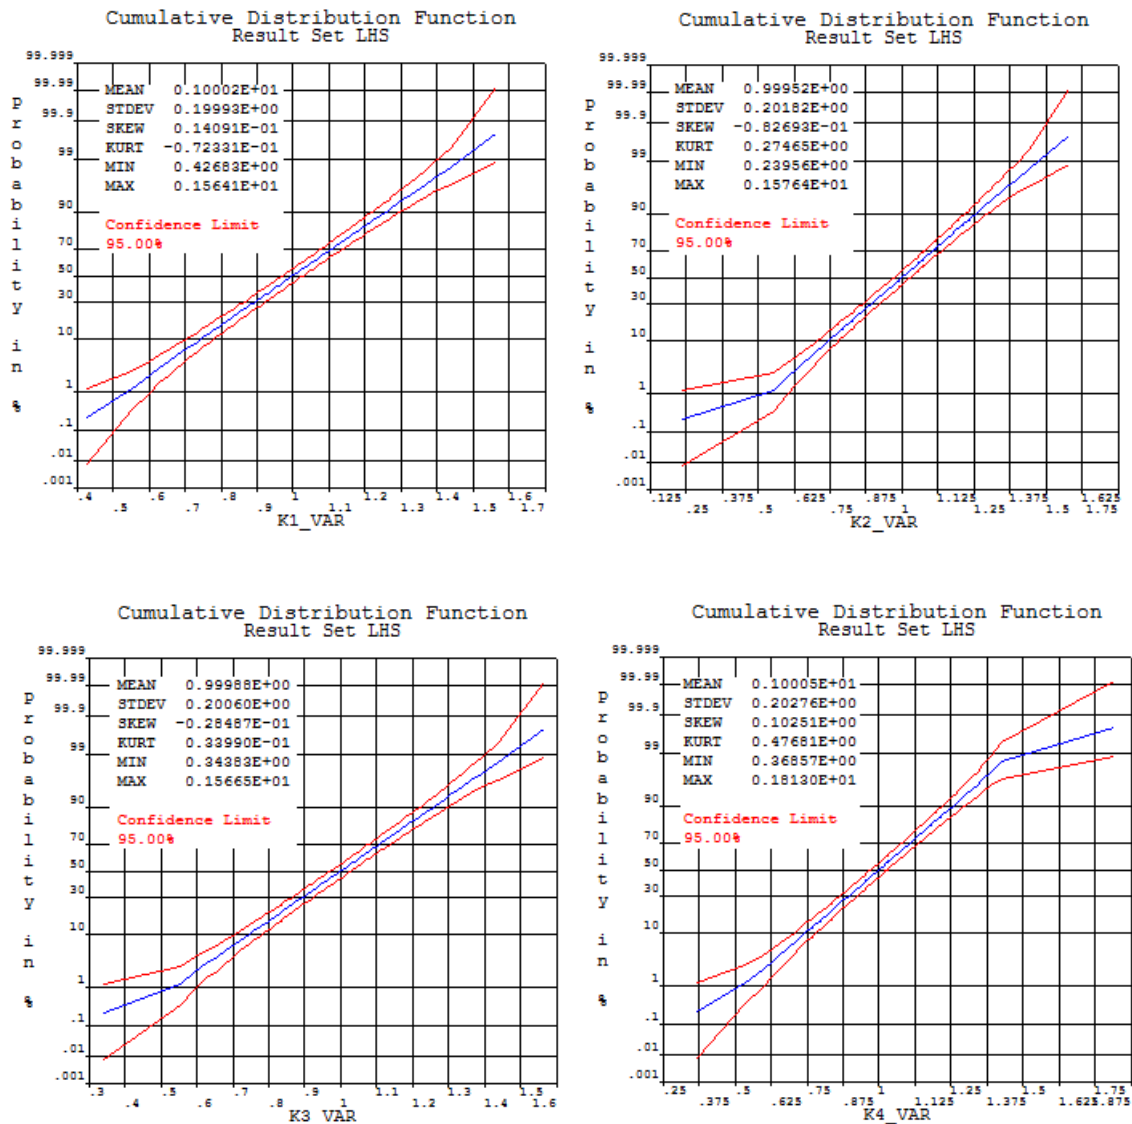 Cumulative Distribution Function
Result Set LHS
99.999
99.99
99.9
99
90
70
50
30
10
1
.1
.01
.001
probability in %
MEAN 0.10002E+01
STDEV 0.19993E+00
SKEW 0.14091E-01
KURT -0.72331E-01
MIN 0.42683E+00
MAX 0.15641E+01
Confidence Limit
95.00%
.4 .6 .8 1 1.2 1.3 1.5 1.6
.5 .7 .9 1.1 1.3 1.5 1.7
K1_VAR
Cumulative Distribution Function
Result Set LHS
99.999
99.99
99.9
99
90
70
50
30
10
1
.1
.01
.001
probability in %
MEAN 0.99952E+00
STDEV 0.20182E+00
SKEW -0.82693E-01
KURT 0.27465E+00
MIN 0.23956E+00
MAX 0.15764E+01
Confidence Limit
95.00%
.125 .375 .625 .875 1.125 1.375 1.625
.25 .5 .75 1 1.25 1.5 1.75
K2_VAR
Cumulative Distribution Function
Result Set LHS
99.999
99.99
99.9
99
90
70
50
30
10
1
.1
.01
.001
probability in %
MEAN 0.99988E+00
STDEV 0.20060E+00
SKEW -0.28487E-01
KURT 0.33990E-01
MIN 0.34383E+00
MAX 0.15665E+01
Confidence Limit
95.00%
.3 .5 .7 .9 1.1 1.3 1.5
.4 .6 .8 1 1.2 1.4 1.6
K3_VAR
Cumulative Distribution Function
Result Set LHS
99.999
99.99
99.9
99
90
70
50
30
10
1
.1
.01
.001
probability in %
MEAN 0.10005E+01
STDEV 0.20276E+00
SKEW 0.10251E+00
KURT 0.47681E+00
MIN 0.36857E+00
MAX 0.18130E+01
Confidence Limit
95.00%
.25 .5 .75 1 1.25 1.5 1.75
.375 .625 .875 1.125 1.375 1.625 1.875
K4_VAR